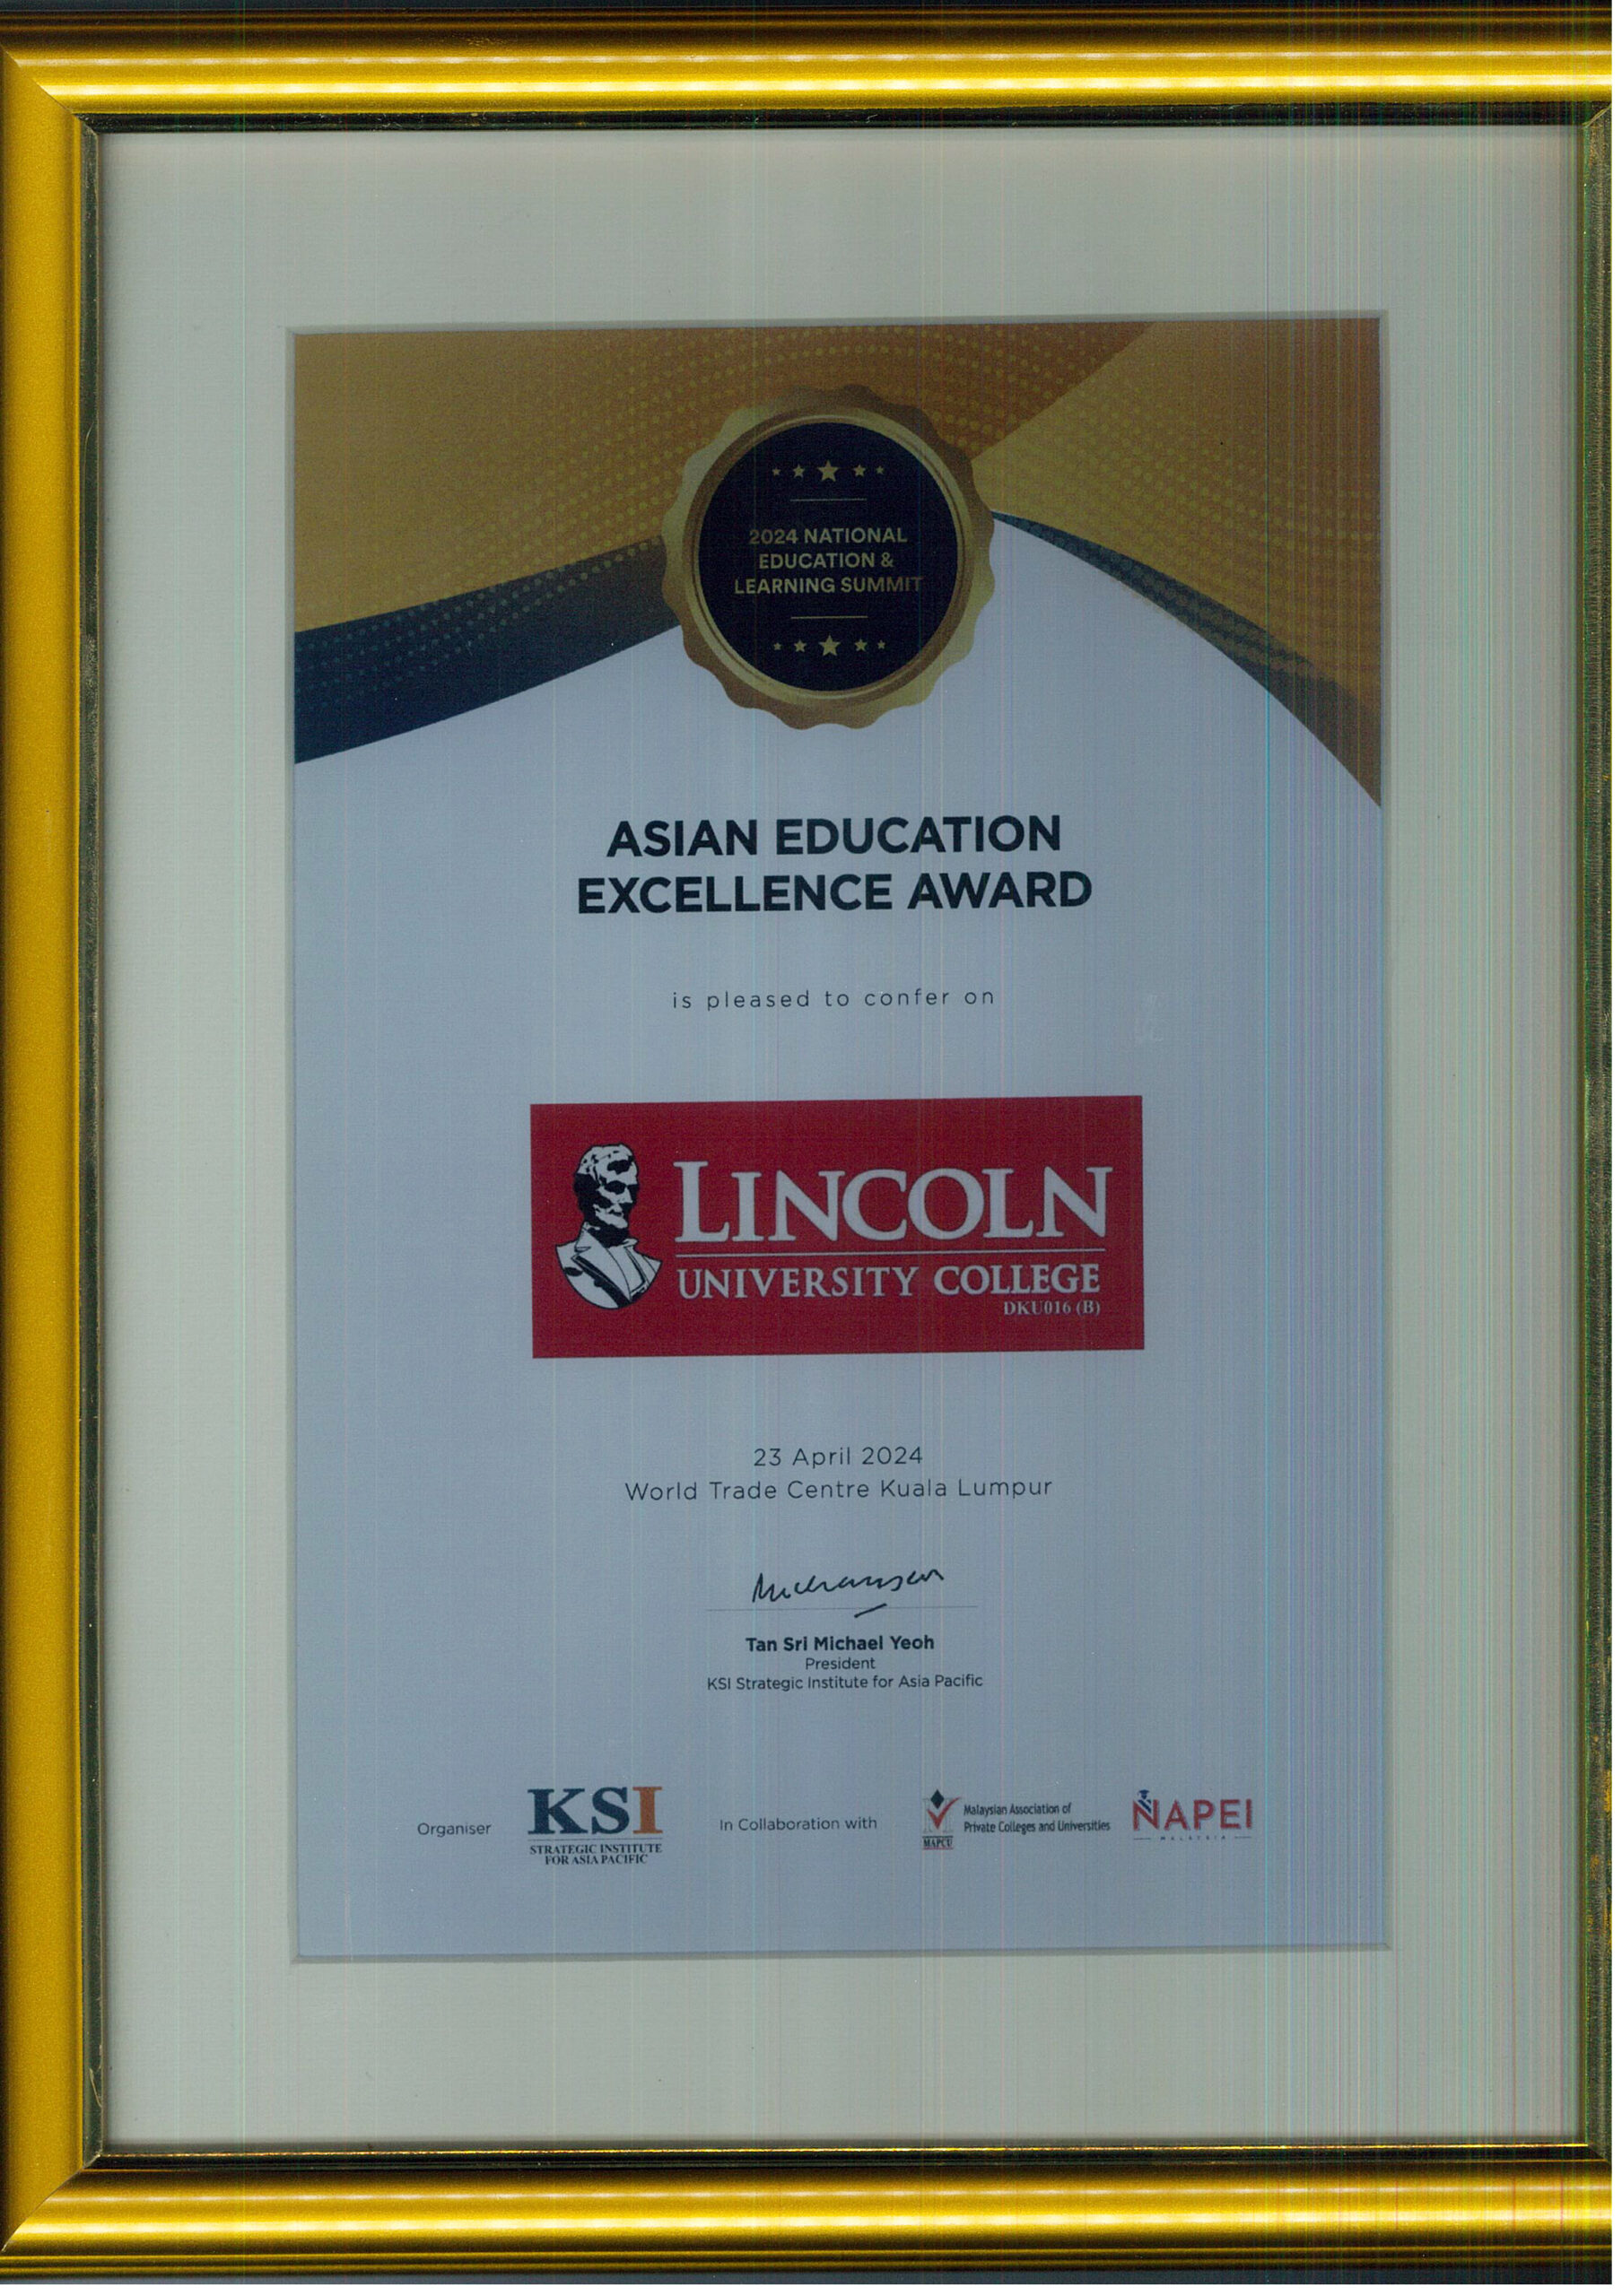 2024 NATIONAL
EDUCATION &
LEARNING SUMMIT
ASIAN EDUCATION
EXCELLENCE AWARD
is pleased to confer on
LINCOLN
UNIVERSITY COLLEGE
DKU016 (B)
23 April 2024
World Trade Centre Kuala Lumpur
Tan Sri Michael Yeoh
President
KSI Strategic Institute for Asia Pacific
Organiser
KSI
STRATEGIC INSTITUTE
FOR ASIA PACIFIC
In Collaboration with
MAPCU
Malaysian Association of
Private Colleges and Universities
NAPEI
MALAYSIA